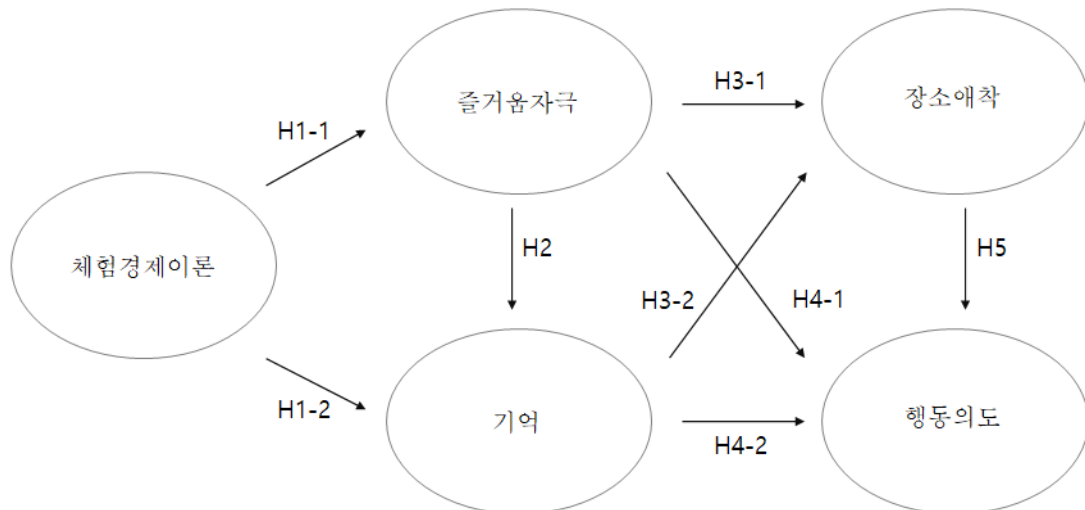 즐거움자극
H3-1
장소애착
H1-1
체험경제이론
H2
H5
H3-2
H4-1
H1-2
기억
H4-2
행동의도